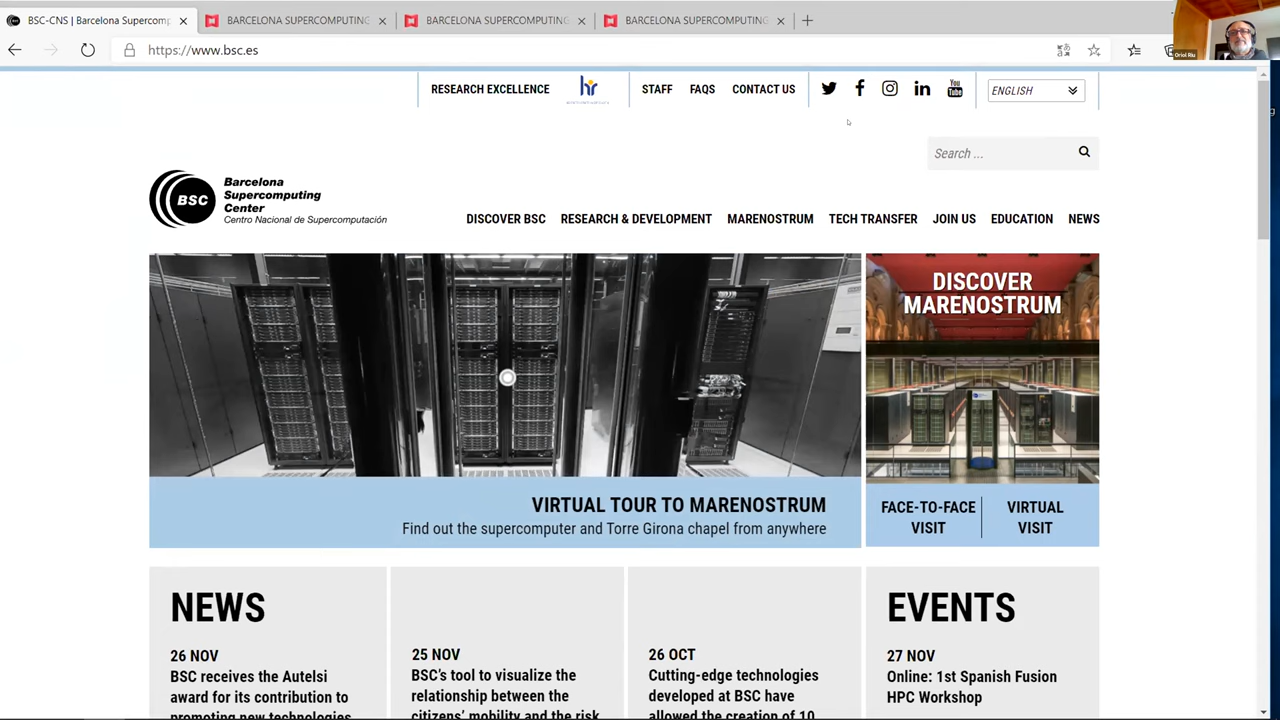 BSC-CNS | Barcelona Supercomp
BARCELONA SUPERCOMPUTING
BARCELONA SUPERCOMPUTING
BARCELONA SUPERCOMPUTING
https://www.bsc.es
Oriol Riu
RESEARCH EXCELLENCE
hr
STAFF
FAQS
CONTACT US
You
Tube
ENGLISH
Search ...
BSC
Barcelona
Supercomputing
Center
Centro Nacional de Supercomputación
DISCOVER BSC
RESEARCH & DEVELOPMENT
MARENOSTRUM
TECH TRANSFER
JOIN US
EDUCATION
NEWS
VIRTUAL TOUR TO MARENOSTRUM
Find out the supercomputer and Torre Girona chapel from anywhere
DISCOVER
MARENOSTRUM
FACE-TO-FACE
VISIT
VIRTUAL
VISIT
NEWS
26 NOV
BSC receives the Autelsi
award for its contribution to
promoting new technologies
25 NOV
BSC's tool to visualize the
relationship between the
citizens' mobility and the risk
26 OCT
Cutting-edge technologies
developed at BSC have
allowed the creation of 10
EVENTS
27 NOV
Online: 1st Spanish Fusion
HPC Workshop